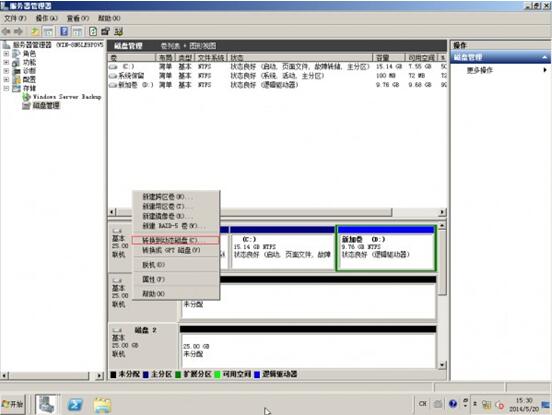 服务器管理器
文件(F) 操作(A) 查看(V) 帮助(H)
服务器管理器
角色
功能
诊断
配置
存储
Windows Server Backup
磁盘管理
磁盘管理 卷列表 + 图形视图
卷 布局 类型 文件系统 状态 容量 可用空间 %
(C:) 简单 基本 NTFS 状态良好 (启动, 页面文件, 故障转储, 主分区) 15.14 GB 7.55 GB 50
系统保留 简单 基本 NTFS 状态良好 (系统, 活动, 主分区) 100 MB 72 MB 72
新加卷 (D:) 简单 基本 NTFS 状态良好 (逻辑驱动器) 9.76 GB 9.68 GB 99
操作
磁盘管理
更多操作
新建跨区卷(N)...
新建带区卷(T)...
新建镜像卷(R)...
新建 RAID-5 卷(W)...
转换到动态磁盘(C)...
转换成 GPT 磁盘(V)
脱机(O)
属性(P)
帮助(H)
基本
25.00
联机
(C:)
15.14 GB NTFS
状态良好 (启动, 页面文件, 故障
新加卷 (D:)
9.76 GB NTFS
状态良好 (逻辑驱动器)
基本
25.00
联机
未分配
磁盘 2
基本
25.00 GB
联机
25.00 GB
未分配
未分配 主分区 扩展分区 可用空间 逻辑驱动器
开始
CH
15:30
2014/5/20